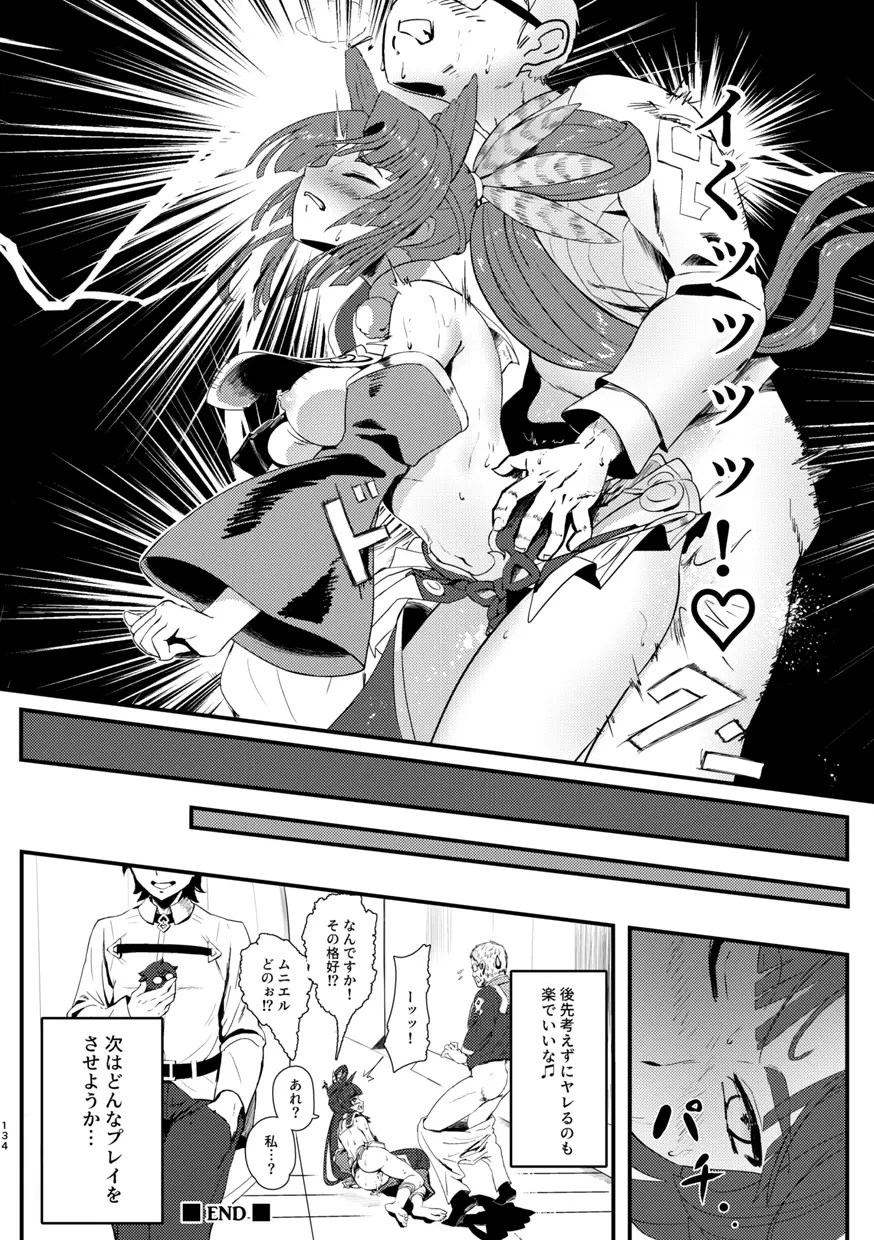 イくッッッッッ!♡
ド
クン
パチ..
後先考えずにヤレるのも
楽でいいな♫
ーッッ!
なんですか!
その格好!?
ムニエル
どのぉ!?
あれ?
私…?
次はどんなプレイを
させようか…
■ END ■
134